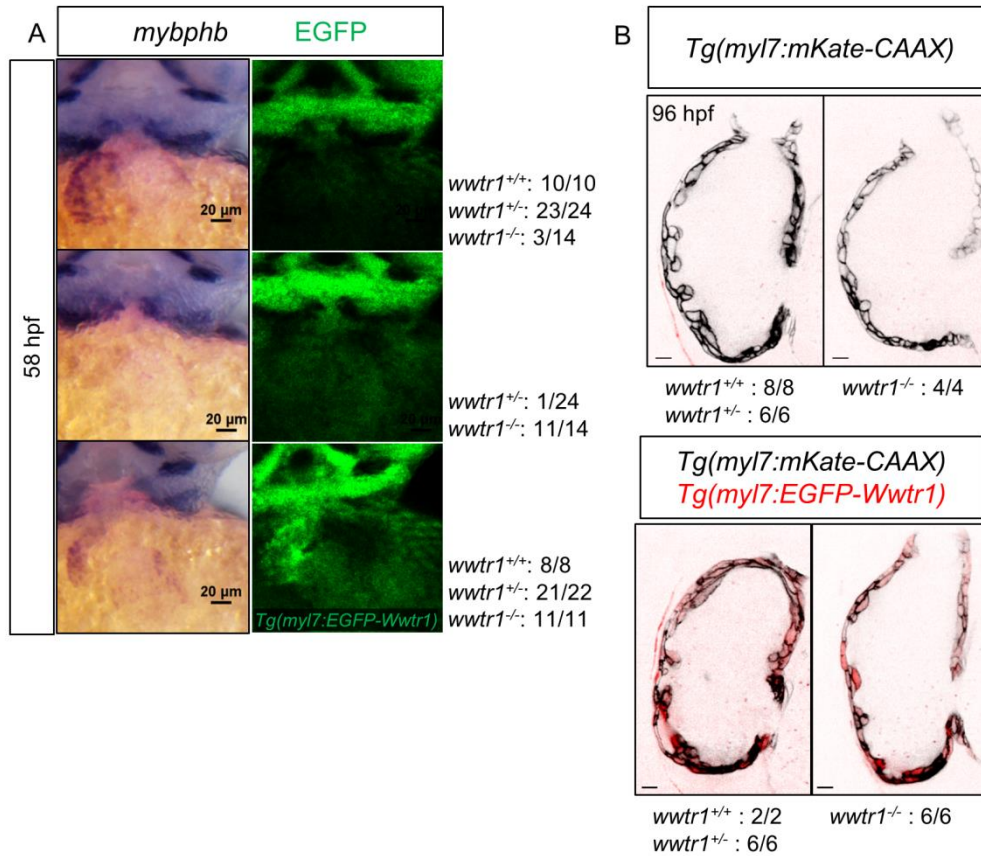 A
mybphb EGFP
58 hpf
20 µm
wwtr1+/+: 10/10
wwtr1+/-: 23/24
wwtr1-/-: 3/14
20 µm
20 µm
wwtr1+/-: 1/24
wwtr1-/-: 11/14
20 µm
20 µm
wwtr1+/+: 8/8
wwtr1+/-: 21/22
wwtr1-/-: 11/11
20 µm
Tg(myl7:EGFP-Wwtr1)
B
Tg(myl7:mKate-CAAX)
96 hpf
wwtr1+/+ : 8/8
wwtr1+/- : 6/6
wwtr1-/- : 4/4
Tg(myl7:mKate-CAAX)
Tg(myl7:EGFP-Wwtr1)
wwtr1+/+ : 2/2
wwtr1+/- : 6/6
wwtr1-/- : 6/6